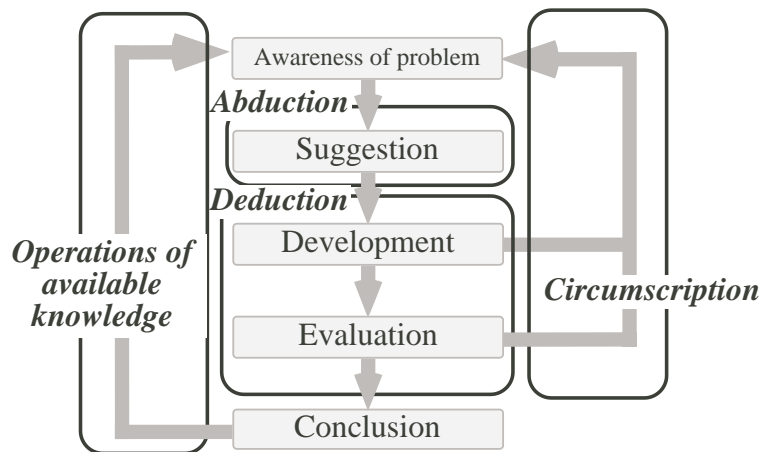 Awareness of problem
Abduction
Suggestion
Deduction
Development
Operations of
available
knowledge
Circumscription
Evaluation
Conclusion